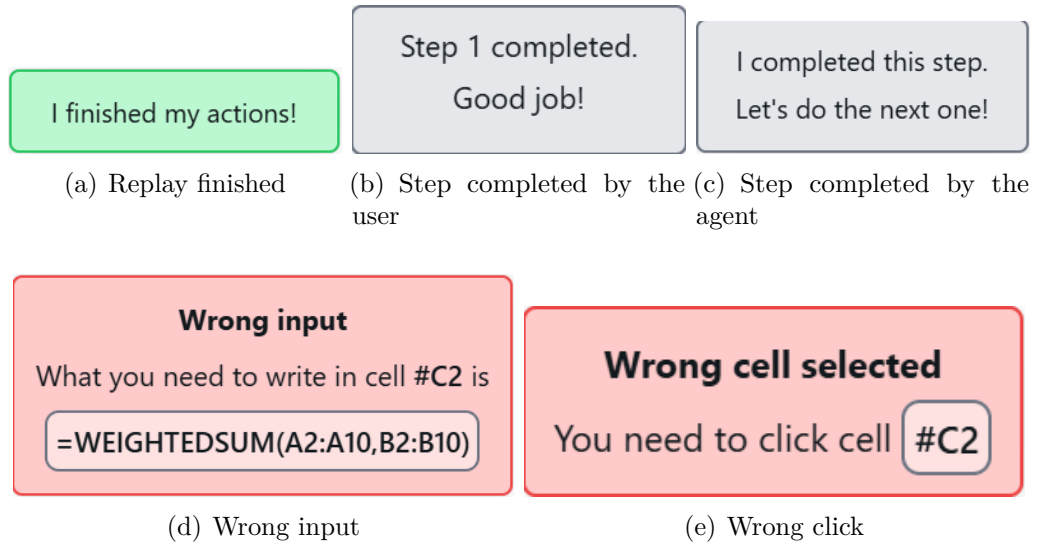 I finished my actions!
(a) Replay finished
Step 1 completed.
Good job!
(b) Step completed by the
user
I completed this step.
Let's do the next one!
(c) Step completed by the
agent
Wrong input
What you need to write in cell #C2 is
=WEIGHTEDSUM(A2:A10,B2:B10)
(d) Wrong input
Wrong cell selected
You need to click cell #C2
(e) Wrong click